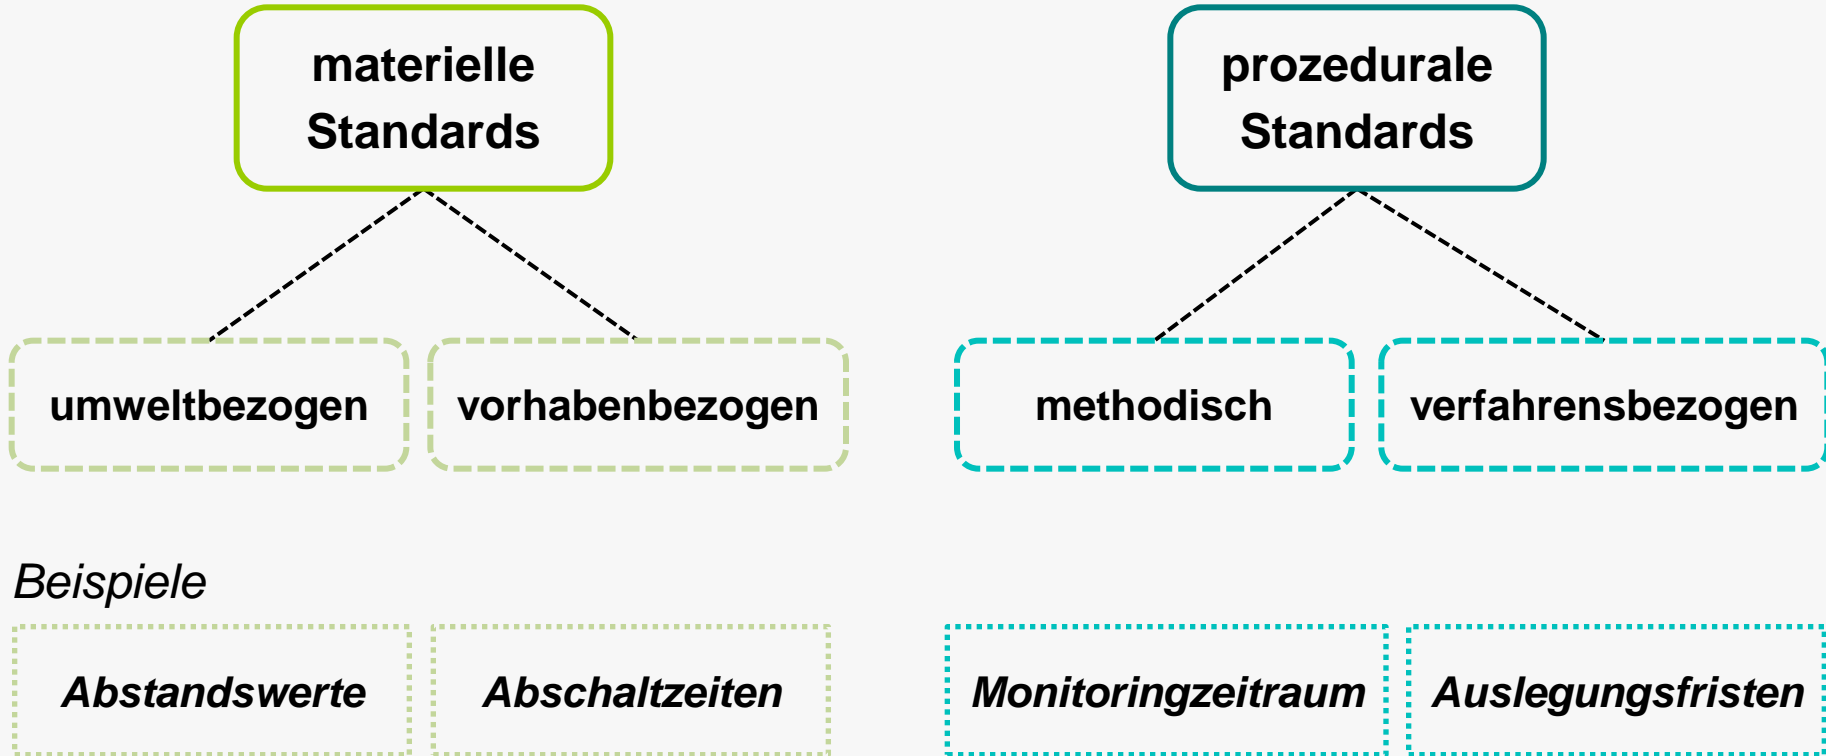 materielle
Standards
prozedurale
Standards
umweltbezogen
vorhabenbezogen
methodisch
verfahrensbezogen
Beispiele
Abstandswerte
Abschaltzeiten
Monitoringzeitraum
Auslegungsfristen